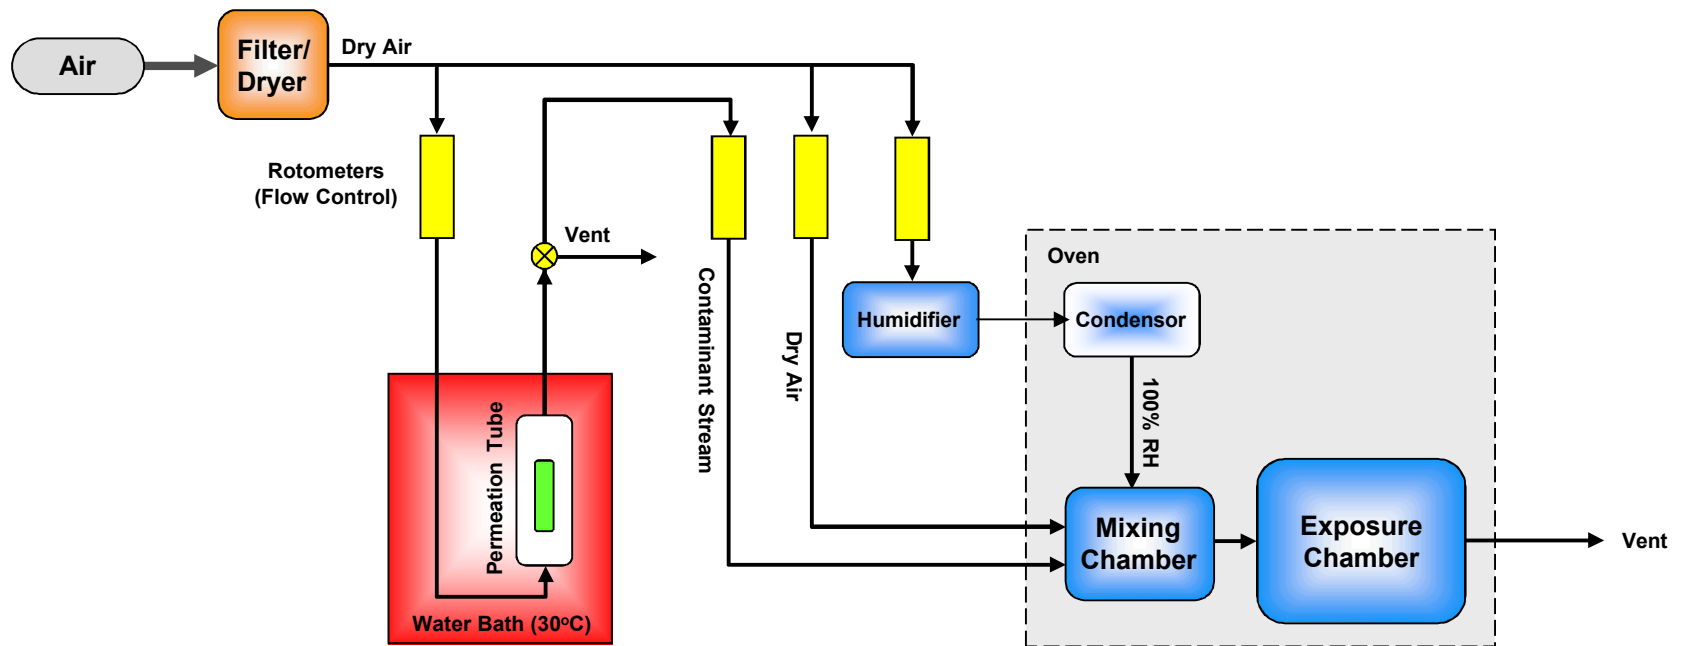 Air
Filter/
Dryer
Dry Air
Rotometers
(Flow Control)
Vent
Contaminant Stream
Dry Air
Humidifier
Oven
Condensor
100% RH
Permeation Tube
Water Bath (30°C)
Mixing
Chamber
Exposure
Chamber
Vent